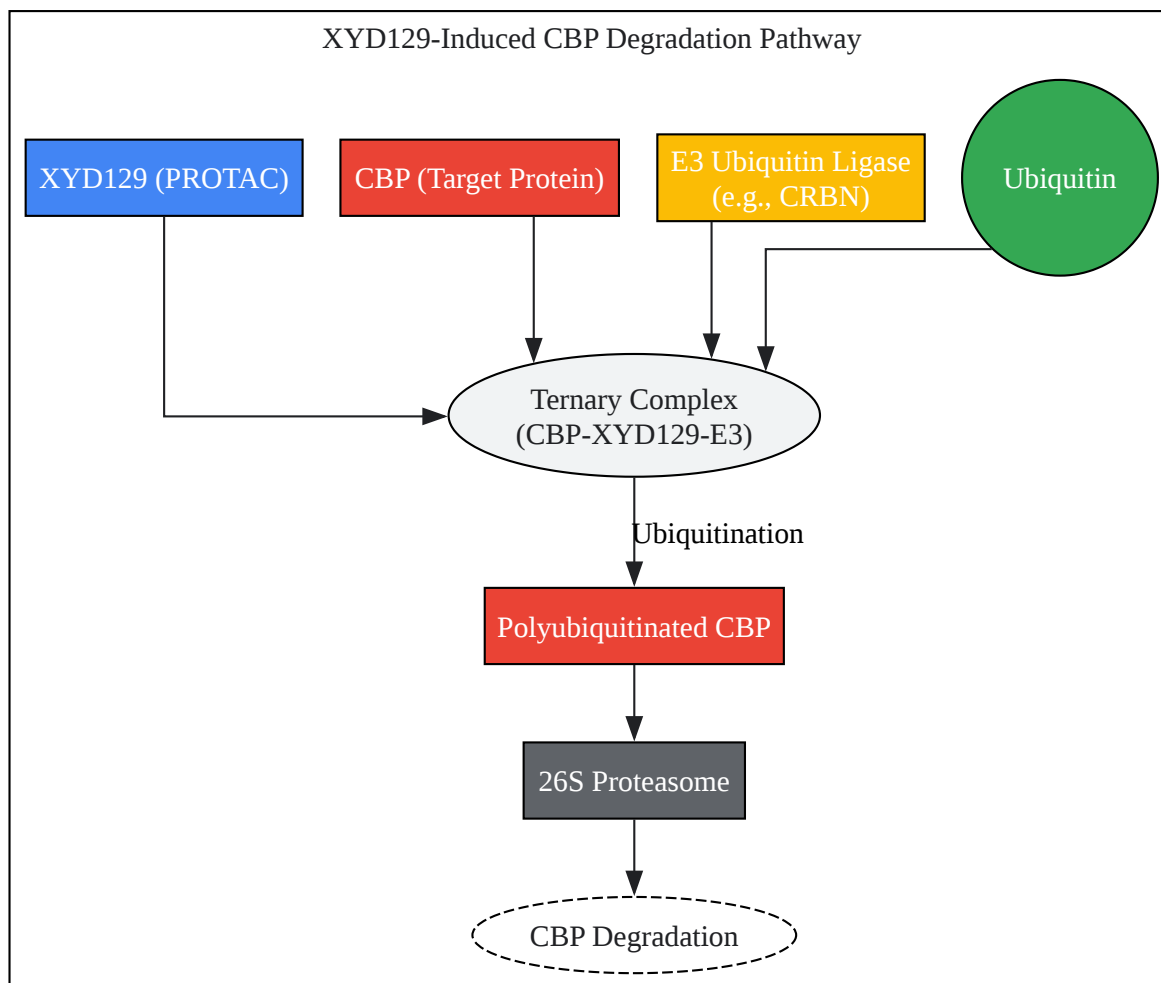 XYD129-Induced CBP Degradation Pathway
XYD129 (PROTAC)
CBP (Target Protein)
E3 Ubiquitin Ligase
(e.g., CRBN)
Ubiquitin
Ternary Complex
(CBP-XYD129-E3)
Ubiquitination
Polyubiquitinated CBP
26S Proteasome
CBP Degradation